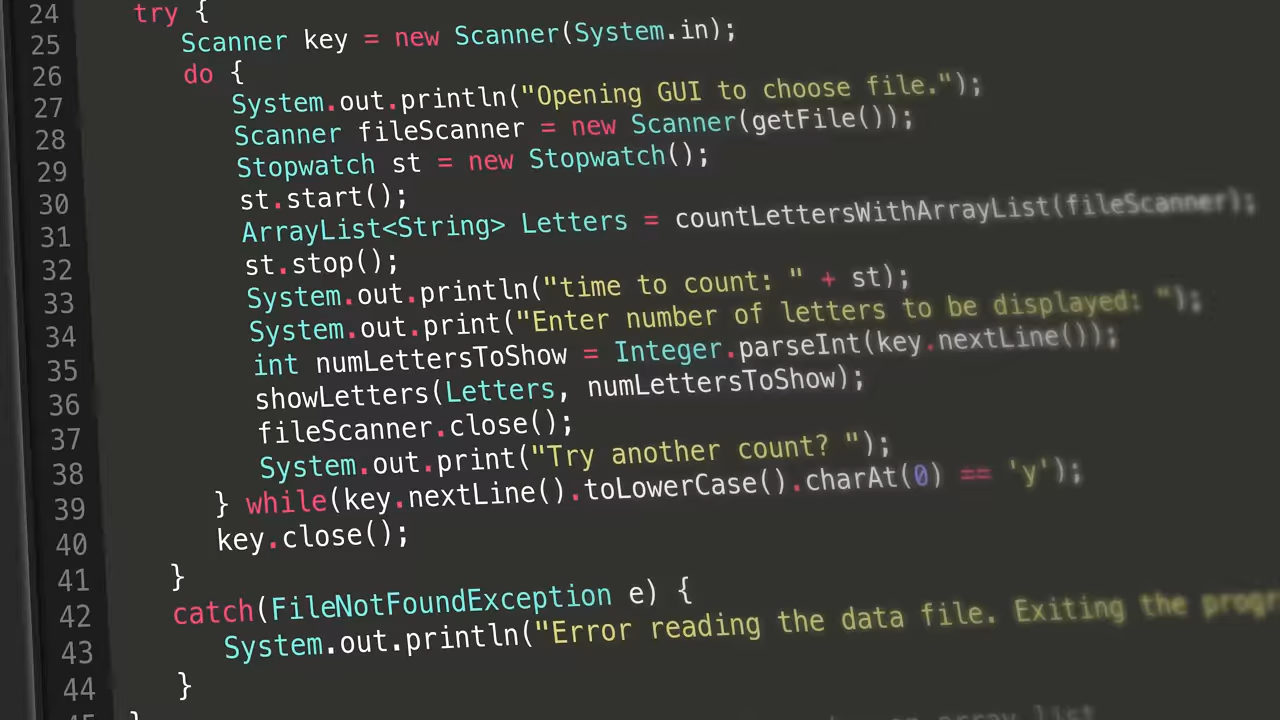 24 try {
25 Scanner key = new Scanner(System.in);
26 do {
27 System.out.println("Opening GUI to choose file.");
28 Scanner fileScanner = new Scanner(getFile());
29 Stopwatch st = new Stopwatch();
30 st.start();
31 ArrayList<String> Letters = countLettersWithArrayList(fileScanner);
32 st.stop();
33 System.out.println("time to count: " + st);
34 System.out.print("Enter number of letters to be displayed: ");
35 int numLettersToShow = Integer.parseInt(key.nextLine());
36 showLetters(Letters, numLettersToShow);
37 fileScanner.close();
38 System.out.print("Try another count? ");
39 } while(key.nextLine().toLowerCase().charAt(0) == 'y');
40 key.close();
41 }
42 catch(FileNotFoundException e) {
43 System.out.println("Error reading the data file. Exiting the progr
44 }
45 }
array list